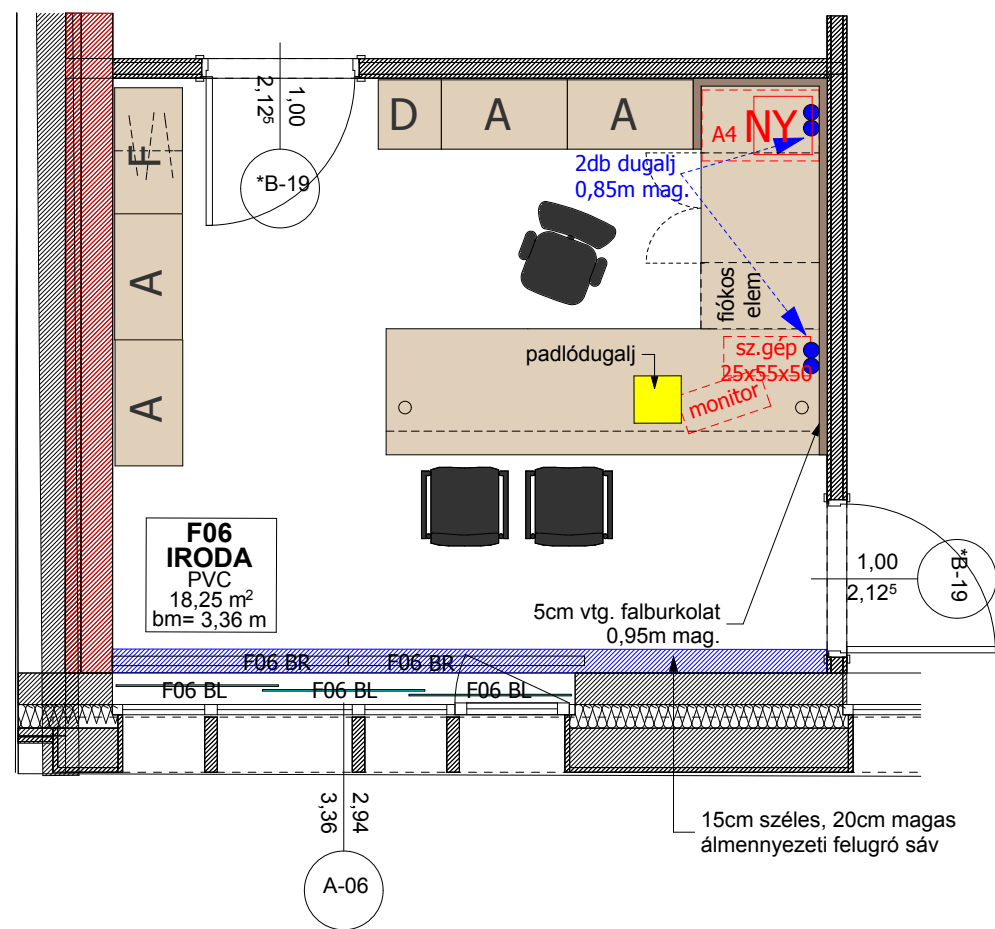 1,00
2,12⁵
*B-19
D
A
A
A4
NY
2db dugalj
0,85m mag.
F
A
A
fiókos
elem
padlódugalj
sz.gép
25x55x50
monitor
F06
IRODA
PVC
18,25 m²
bm= 3,36 m
5cm vtg. falburkolat
0,95m mag.
1,00
2,12⁵
*B-19
F06 BR
F06 BR
F06 BL
F06 BL
F06 BL
2,94
3,36
A-06
15cm széles, 20cm magas
álmennyezeti felugró sáv